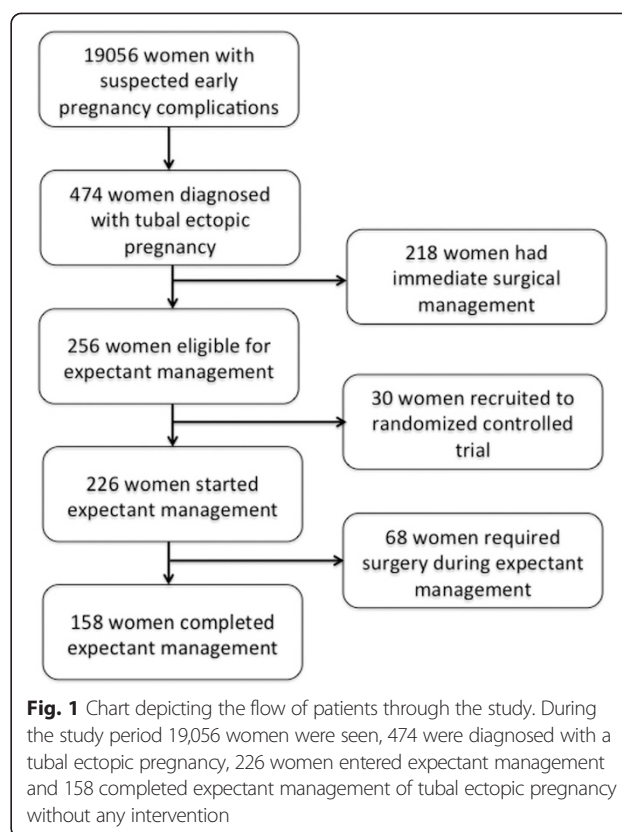 19056 women with
suspected early
pregnancy complications
474 women diagnosed
with tubal ectopic
pregnancy
218 women had
immediate surgical
management
256 women eligible for
expectant management
30 women recruited to
randomized controlled
trial
226 women started
expectant management
68 women required
surgery during expectant
management
158 women completed
expectant management
Fig. 1 Chart depicting the flow of patients through the study. During
the study period 19,056 women were seen, 474 were diagnosed with a
tubal ectopic pregnancy, 226 women entered expectant management
and 158 completed expectant management of tubal ectopic pregnancy
without any intervention